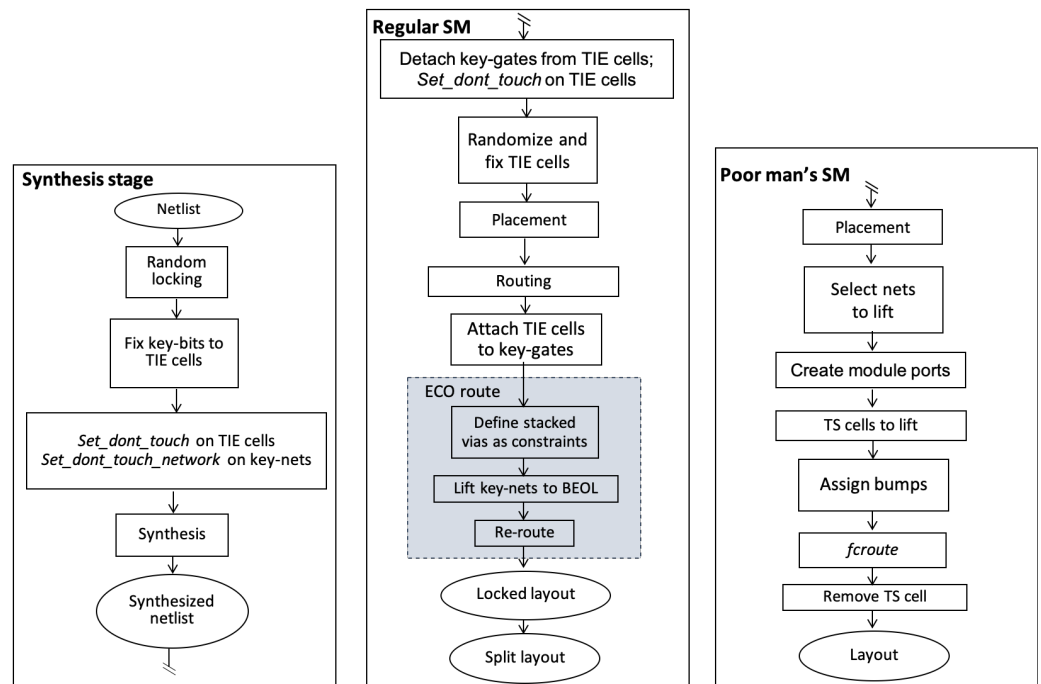 Synthesis stage
Netlist
Random
locking
Fix key-bits to
TIE cells
Set_dont_touch on TIE cells
Set_dont_touch_network on key-nets
Synthesis
Synthesized
netlist
Regular SM
Detach key-gates from TIE cells;
Set_dont_touch on TIE cells
Randomize and
fix TIE cells
Placement
Routing
Attach TIE cells
to key-gates
ECO route
Define stacked
vias as constraints
Lift key-nets to BEOL
Re-route
Locked layout
Split layout
Poor man's SM
Placement
Select nets
to lift
Create module ports
TS cells to lift
Assign bumps
fcroute
Remove TS cell
Layout